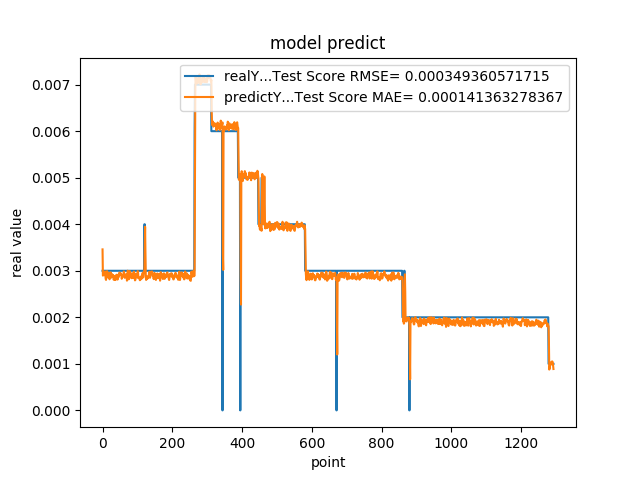 model predict
realY...Test Score RMSE= 0.000349360571715
predictY...Test Score MAE= 0.000141363278367
real value
0.007
0.006
0.005
0.004
0.003
0.002
0.001
0.000
0 200 400 600 800 1000 1200
point